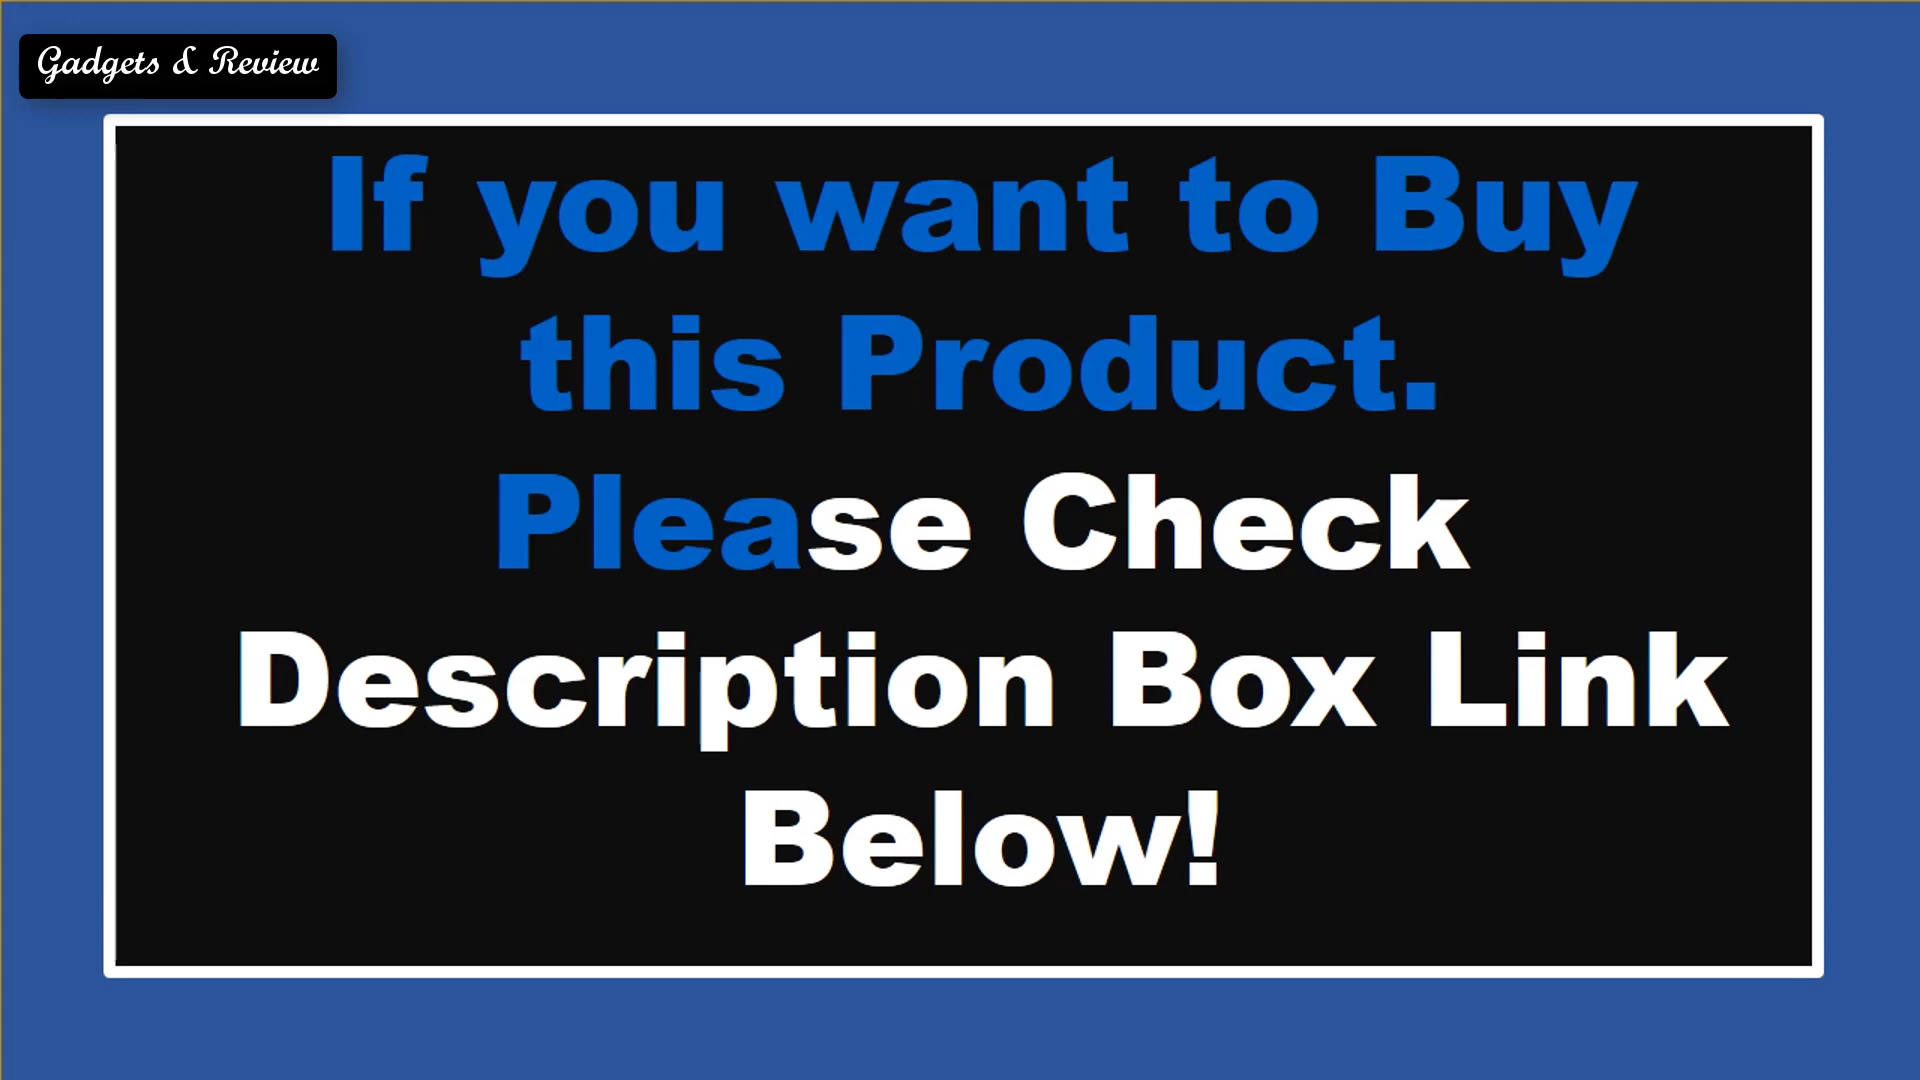 Gadgets & Review
If you want to Buy
this Product.
Please Check
Description Box Link
Below!